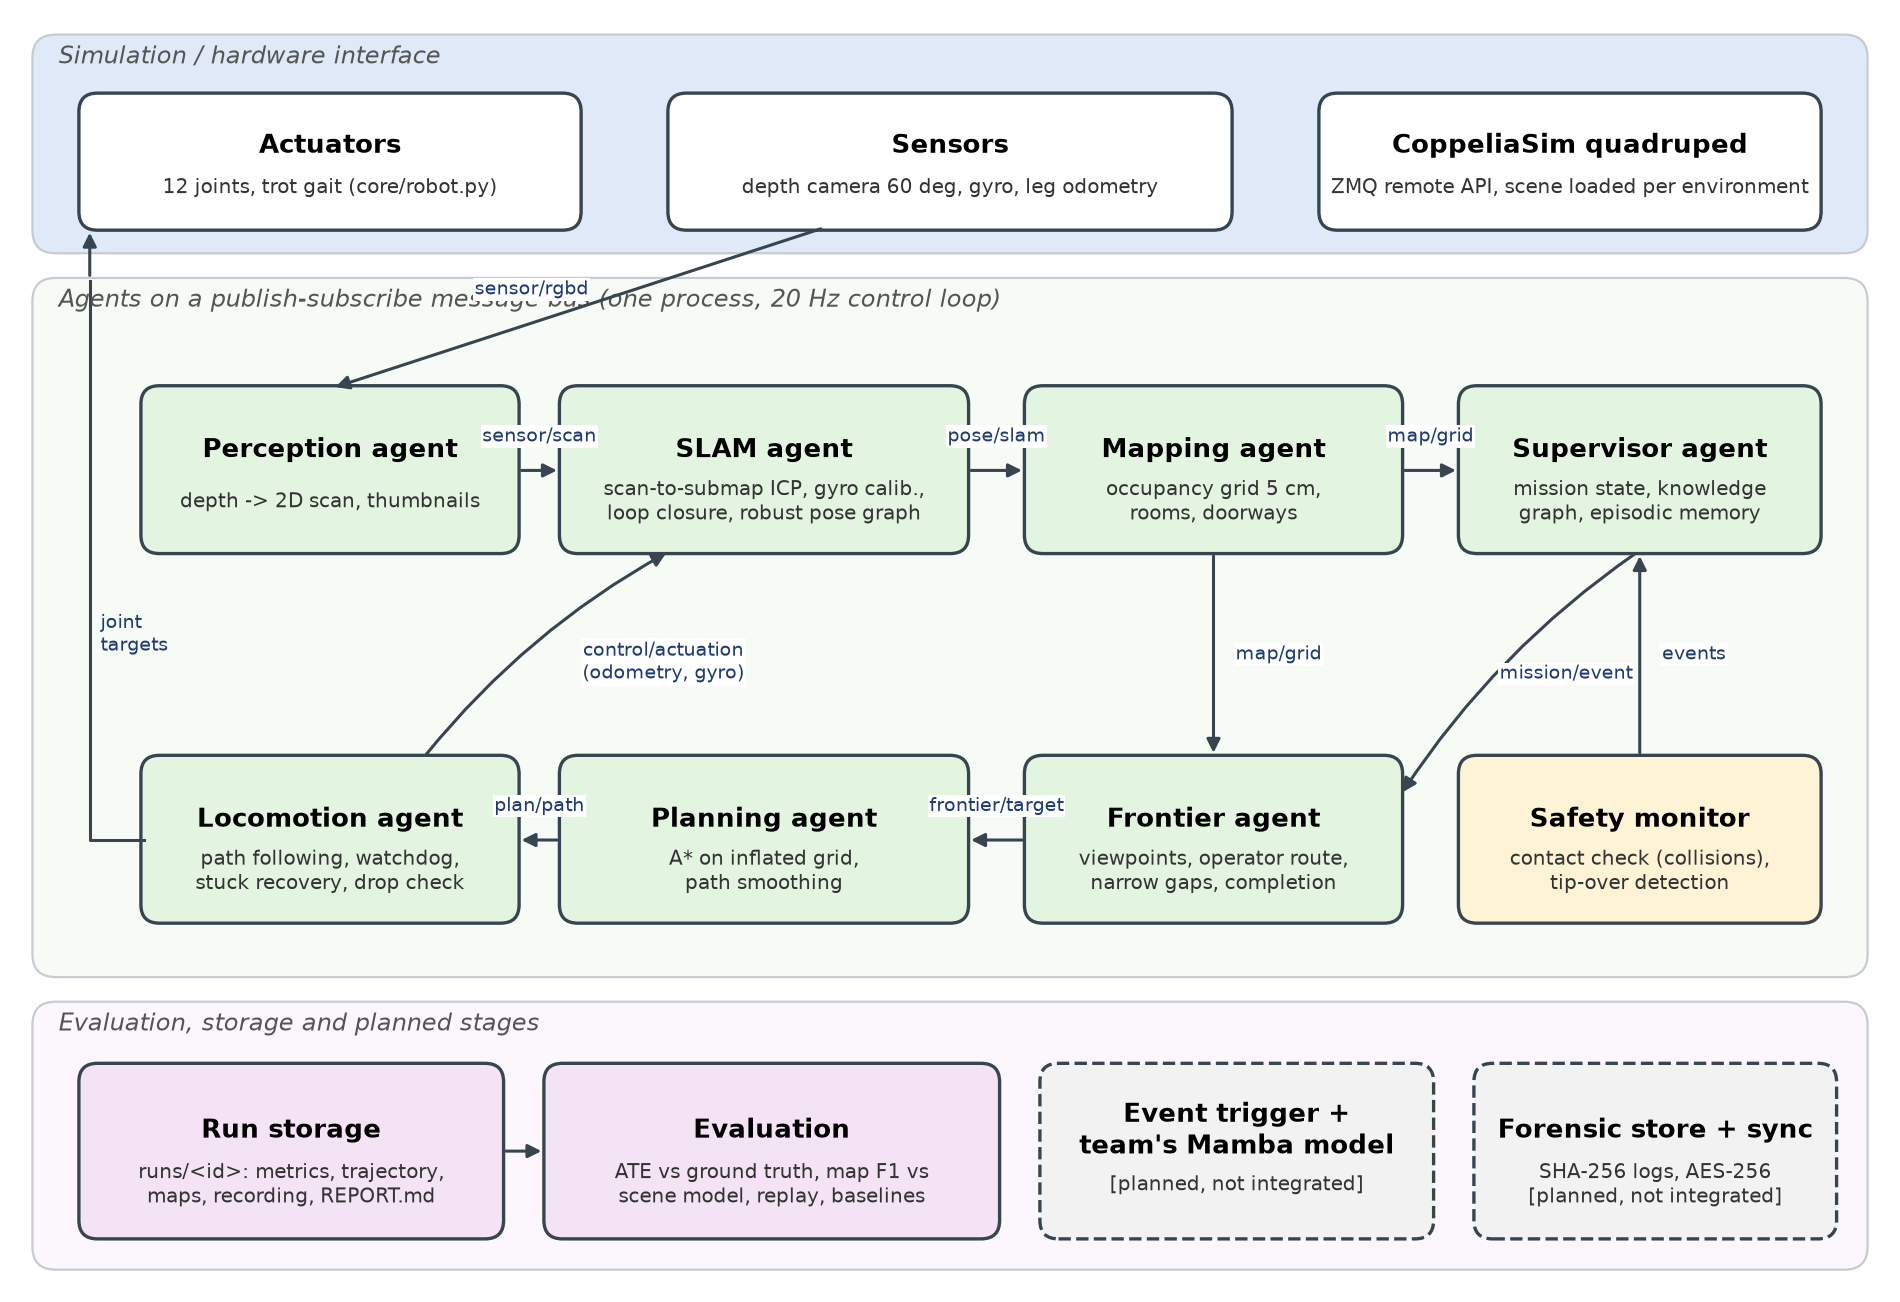 Simulation / hardware interface
Actuators
12 joints, trot gait (core/robot.py)
Sensors
depth camera 60 deg, gyro, leg odometry
CoppeliaSim quadruped
ZMQ remote API, scene loaded per environment
sensor/rgbd
Agents on a publish-subscribe message bus (one process, 20 Hz control loop)
Perception agent
depth -> 2D scan, thumbnails
sensor/scan
SLAM agent
scan-to-submap ICP, gyro calib.,
loop closure, robust pose graph
pose/slam
Mapping agent
occupancy grid 5 cm,
rooms, doorways
map/grid
Supervisor agent
mission state, knowledge
graph, episodic memory
joint
targets
control/actuation
(odometry, gyro)
map/grid
mission/event
events
Locomotion agent
path following, watchdog,
stuck recovery, drop check
plan/path
Planning agent
A* on inflated grid,
path smoothing
frontier/target
Frontier agent
viewpoints, operator route,
narrow gaps, completion
Safety monitor
contact check (collisions),
tip-over detection
Evaluation, storage and planned stages
Run storage
runs/<id>: metrics, trajectory,
maps, recording, REPORT.md
Evaluation
ATE vs ground truth, map F1 vs
scene model, replay, baselines
Event trigger +
team's Mamba model
[planned, not integrated]
Forensic store + sync
SHA-256 logs, AES-256
[planned, not integrated]